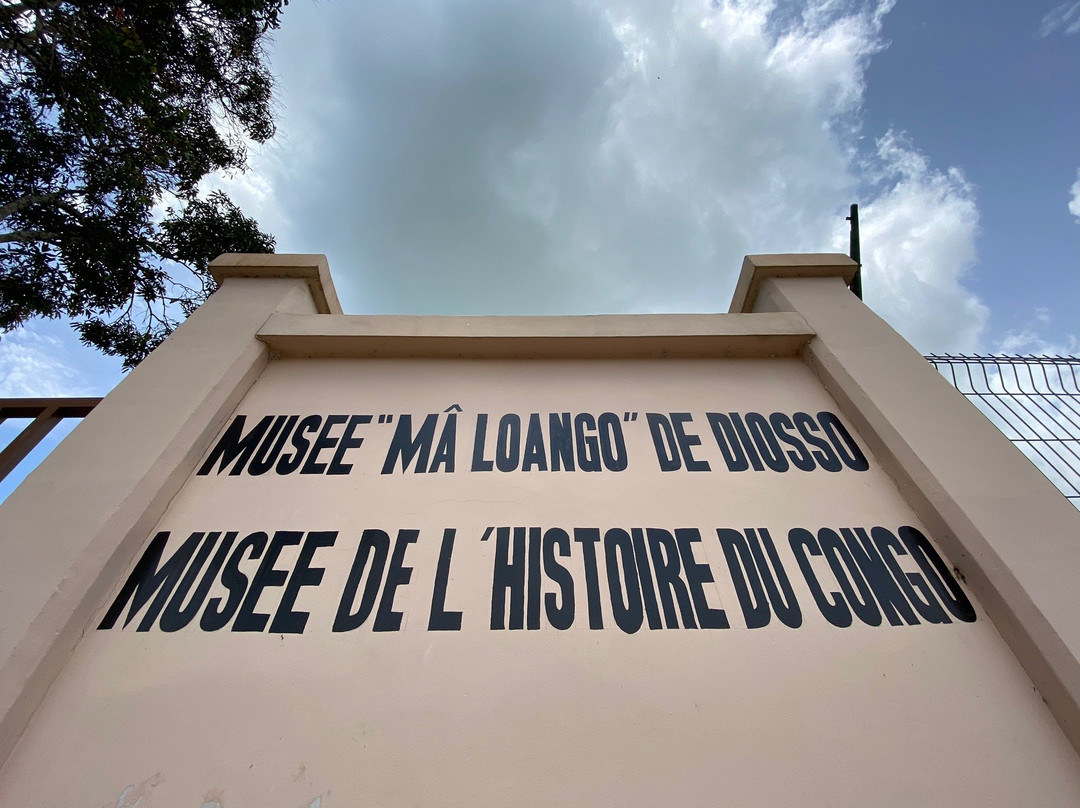 MUSEE "MÂ LOANGO" DE DIOSSO
MUSEE DE L'HISTOIRE DU CONGO